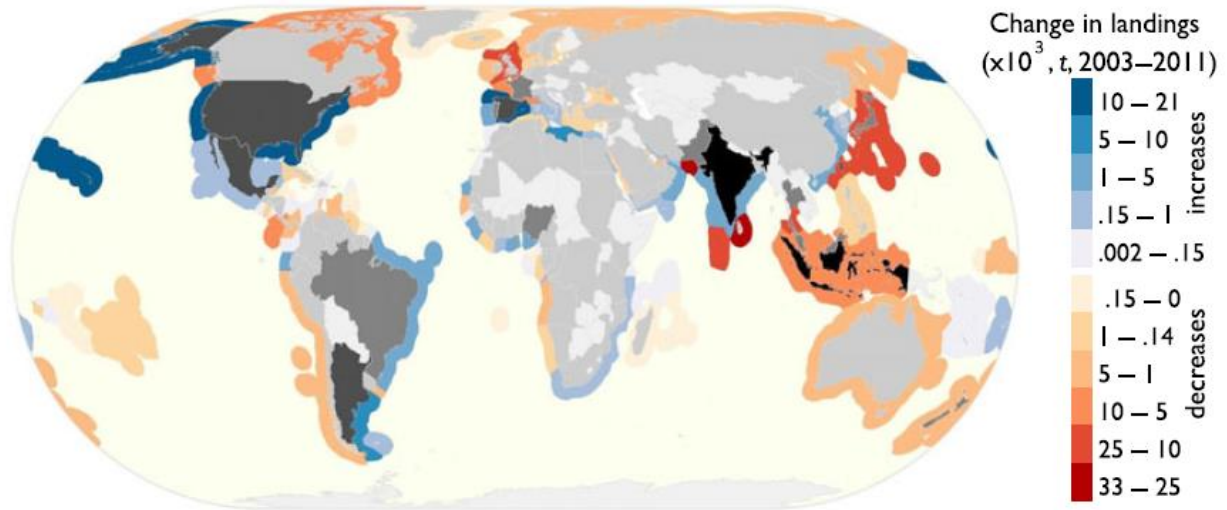 Change in landings
(x10³, t, 2003–2011)
10 – 21
5 – 10
1 – 5
.15 – 1
.002 – .15
increases
.15 – 0
1 – .14
5 – 1
10 – 5
25 – 10
33 – 25
decreases